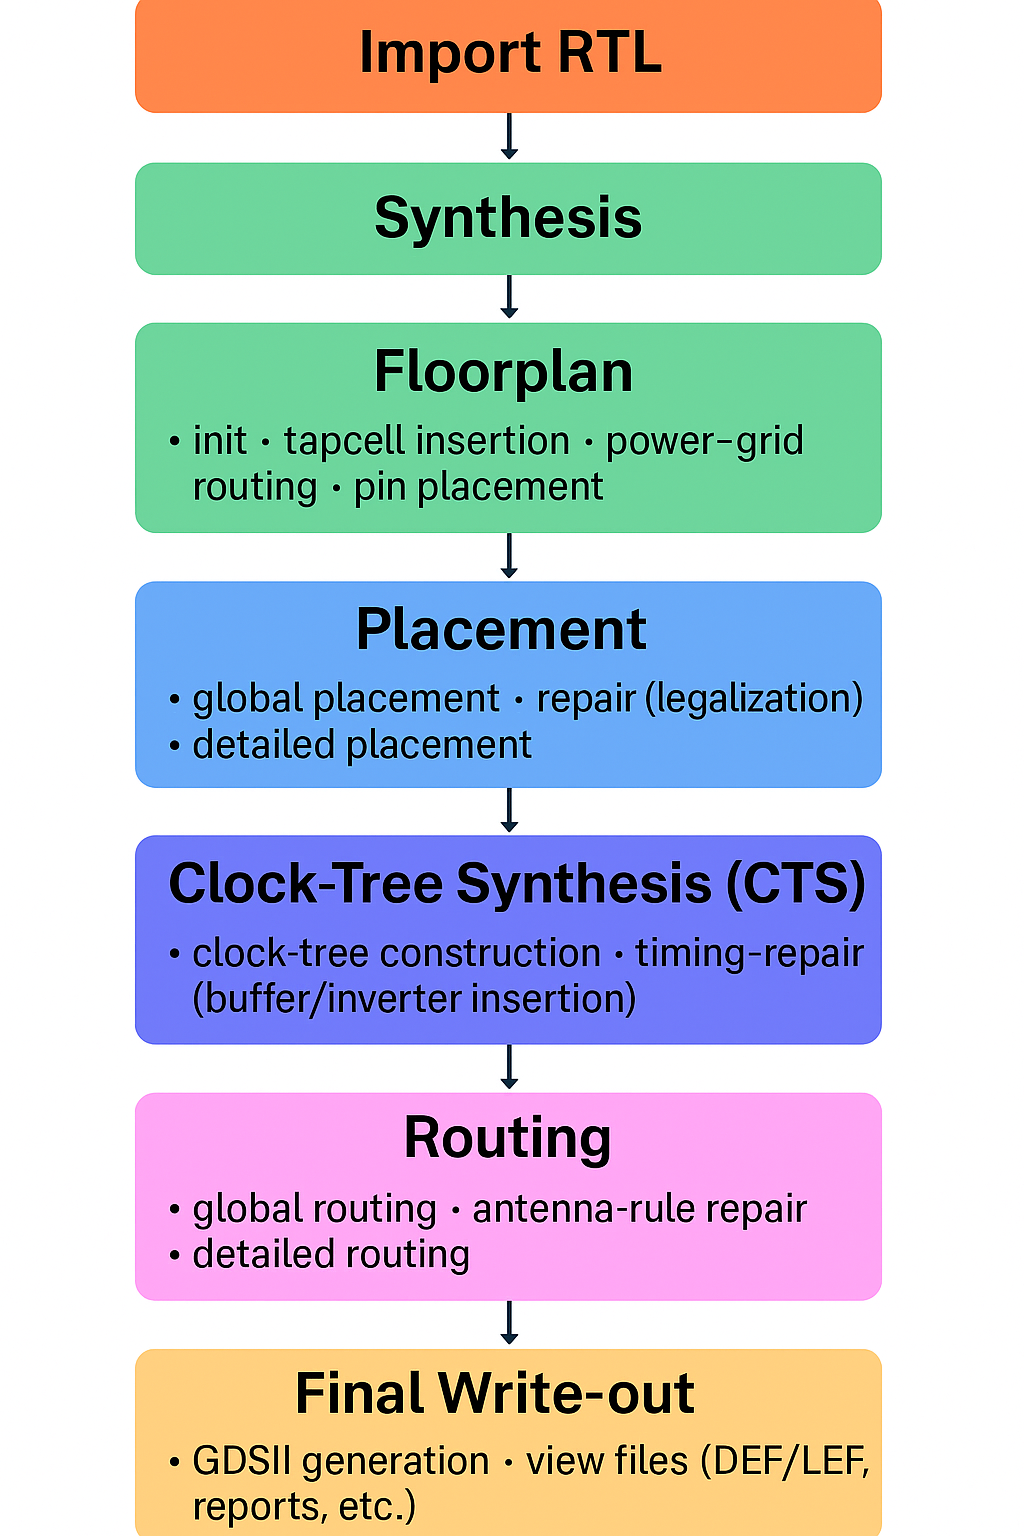 Import RTL
Synthesis
Floorplan
• init · tapcell insertion · power-grid
routing · pin placement
Placement
• global placement · repair (legalization)
• detailed placement
Clock-Tree Synthesis (CTS)
• clock-tree construction · timing-repair
(buffer/inverter insertion)
Routing
• global routing · antenna-rule repair
• detailed routing
Final Write-out
• GDSII generation · view files (DEF/LEF,
reports, etc.)